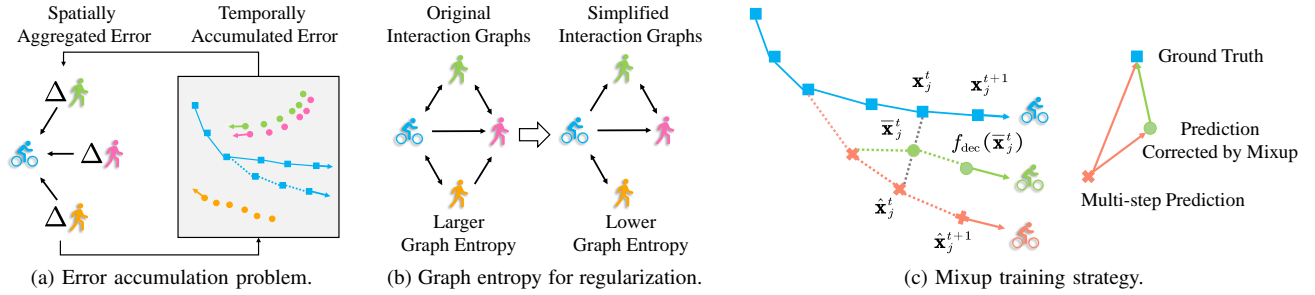 Spatially
Aggregated Error
Temporally
Accumulated Error
Δ
Δ
Δ
(a) Error accumulation problem.
Original
Interaction Graphs
Simplified
Interaction Graphs
Larger
Graph Entropy
Lower
Graph Entropy
(b) Graph entropy for regularization.
𝐱_j^t
𝐱_j^{t+1}
𝐱̅_j^t
f_dec(𝐱̅_j^t)
𝐱̂_j^t
𝐱̂_j^{t+1}
Ground Truth
Prediction
Corrected by Mixup
Multi-step Prediction
(c) Mixup training strategy.